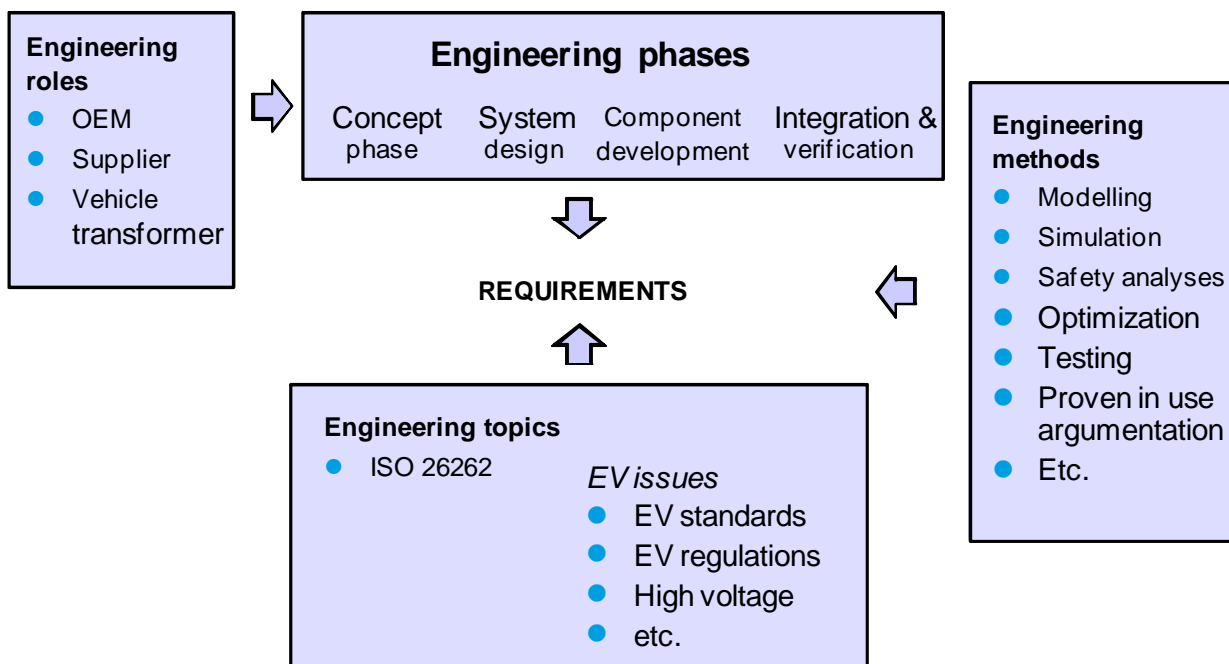 Engineering
roles
OEM
Supplier
Vehicle
transformer
Engineering phases
Concept
phase
System
design
Component
development
Integration &
verification
REQUIREMENTS
Engineering
methods
Modelling
Simulation
Safety analyses
Optimization
Testing
Proven in use
argumentation
Etc.
Engineering topics
ISO 26262
EV issues
EV standards
EV regulations
High voltage
etc.